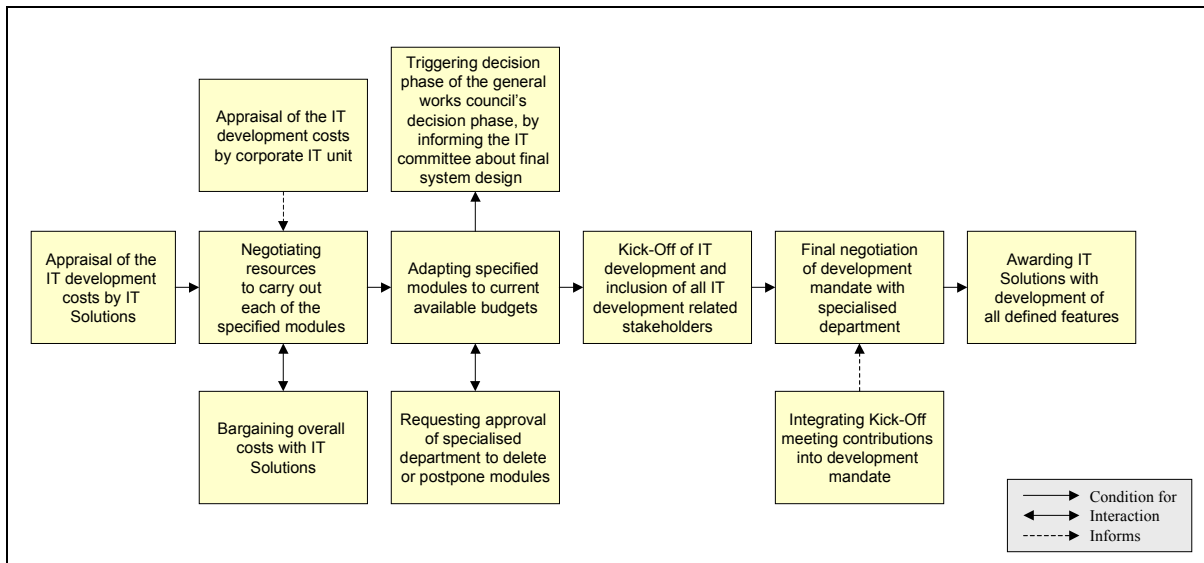 Triggering decision
phase of the general
works council's
decision phase, by
informing the IT
committee about final
system design
Appraisal of the IT
development costs
by corporate IT unit
Appraisal of the
IT development
costs by IT
Solutions
Negotiating
resources
to carry out
each of the
specified modules
Adapting specified
modules to current
available budgets
Kick-Off of IT
development and
inclusion of all IT
development related
stakeholders
Final negotiation
of development
mandate with
specialised
department
Awarding IT
Solutions with
development of
all defined features
Bargaining overall
costs with IT
Solutions
Requesting approval
of specialised
department to delete
or postpone modules
Integrating Kick-Off
meeting contributions
into development
mandate
Condition for
Interaction
Informs